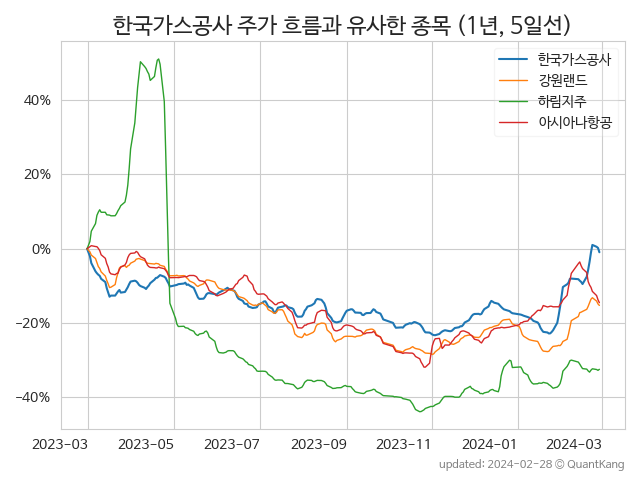 한국가스공사 주가 흐름과 유사한 종목 (1년, 5일선)
한국가스공사
강원랜드
하림지주
아시아나항공
40%
20%
0%
−20%
−40%
2023-03 2023-05 2023-07 2023-09 2023-11 2024-01 2024-03
updated: 2024-02-28 © QuantKang